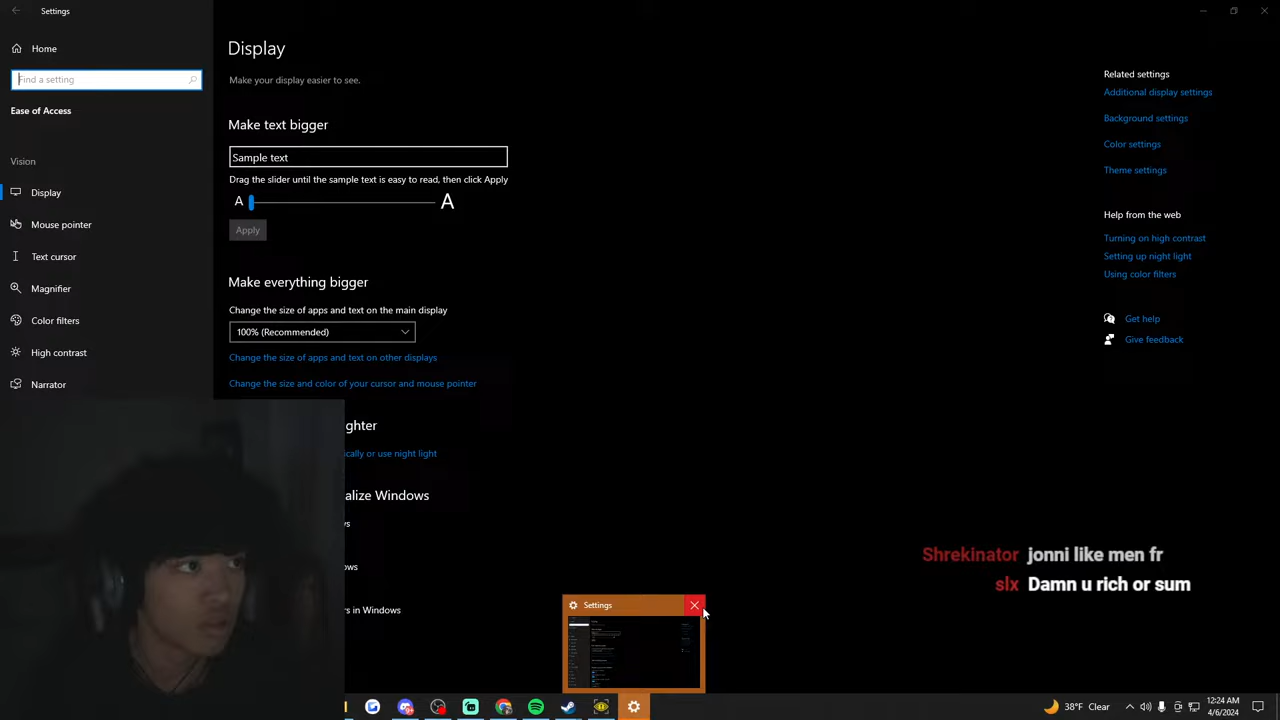 Settings
Home
Find a setting
Ease of Access
Vision
Display
Mouse pointer
Text cursor
Magnifier
Color filters
High contrast
Narrator
Display
Make your display easier to see.
Make text bigger
Sample text
Drag the slider until the sample text is easy to read, then click Apply
A A
Apply
Make everything bigger
Change the size of apps and text on the main display
100% (Recommended)
Change the size of apps and text on other displays
Change the size and color of your cursor and mouse pointer
ghter
ically or use night light
alize Windows
s in Windows
Related settings
Additional display settings
Background settings
Color settings
Theme settings
Help from the web
Turning on high contrast
Setting up night light
Using color filters
Get help
Give feedback
Shrekinator jonni like men fr
slx Damn u rich or sum
Settings
38°F Clear
12:24 AM
4/6/2024